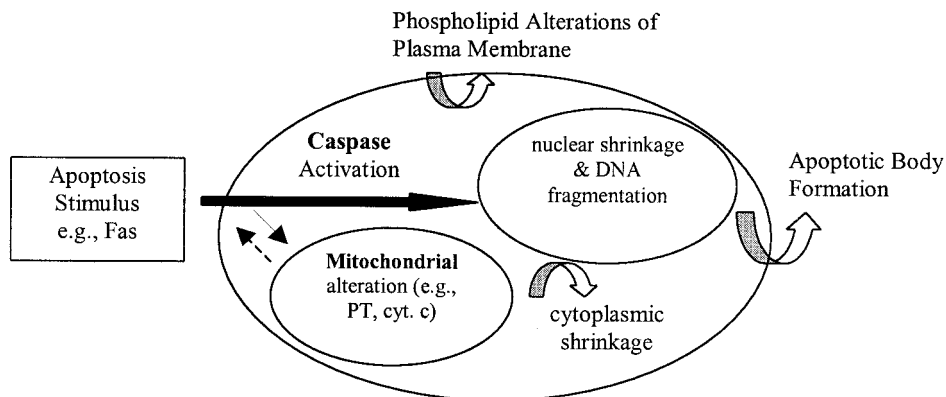 Phospholipid Alterations of
Plasma Membrane
Caspase
Activation
nuclear shrinkage
& DNA
fragmentation
Apoptotic Body
Formation
Apoptosis
Stimulus
e.g., Fas
Mitochondrial
alteration (e.g.,
PT, cyt. c)
cytoplasmic
shrinkage